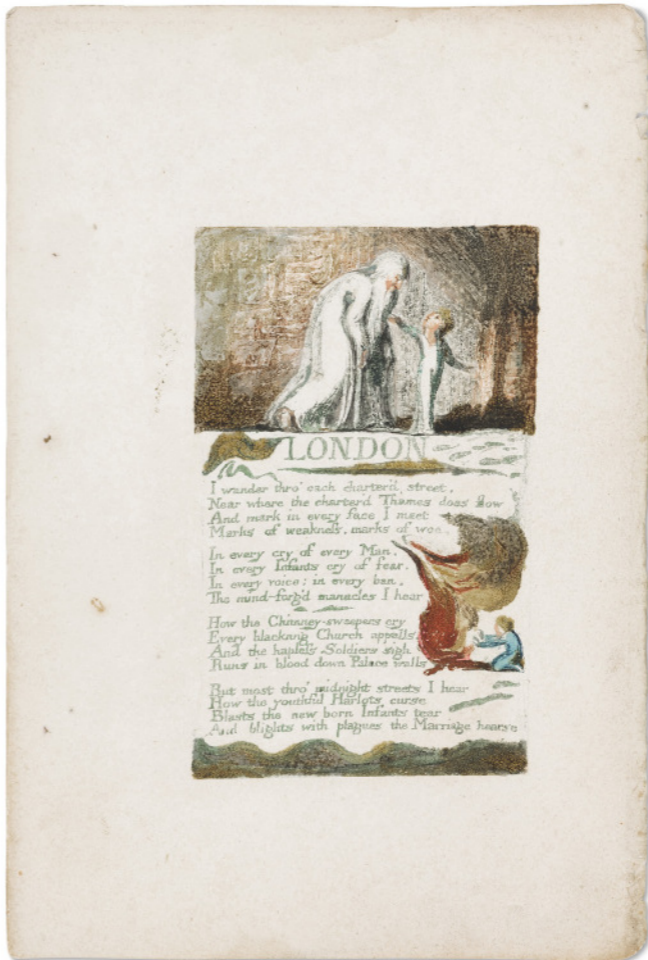 LONDON
I wander thro' each charter'd street,
Near where the charter'd Thames does flow
And mark in every face I meet
Marks of weakness, marks of woe.
In every cry of every Man,
In every Infants cry of fear,
In every voice: in every ban,
The mind-forg'd manacles I hear
How the Chimney-sweepers cry
Every blackning Church appalls,
And the hapless Soldiers sigh
Runs in blood down Palace walls
But most thro' midnight streets I hear
How the youthful Harlots curse
Blasts the new born Infants tear
And blights with plagues the Marriage hearse